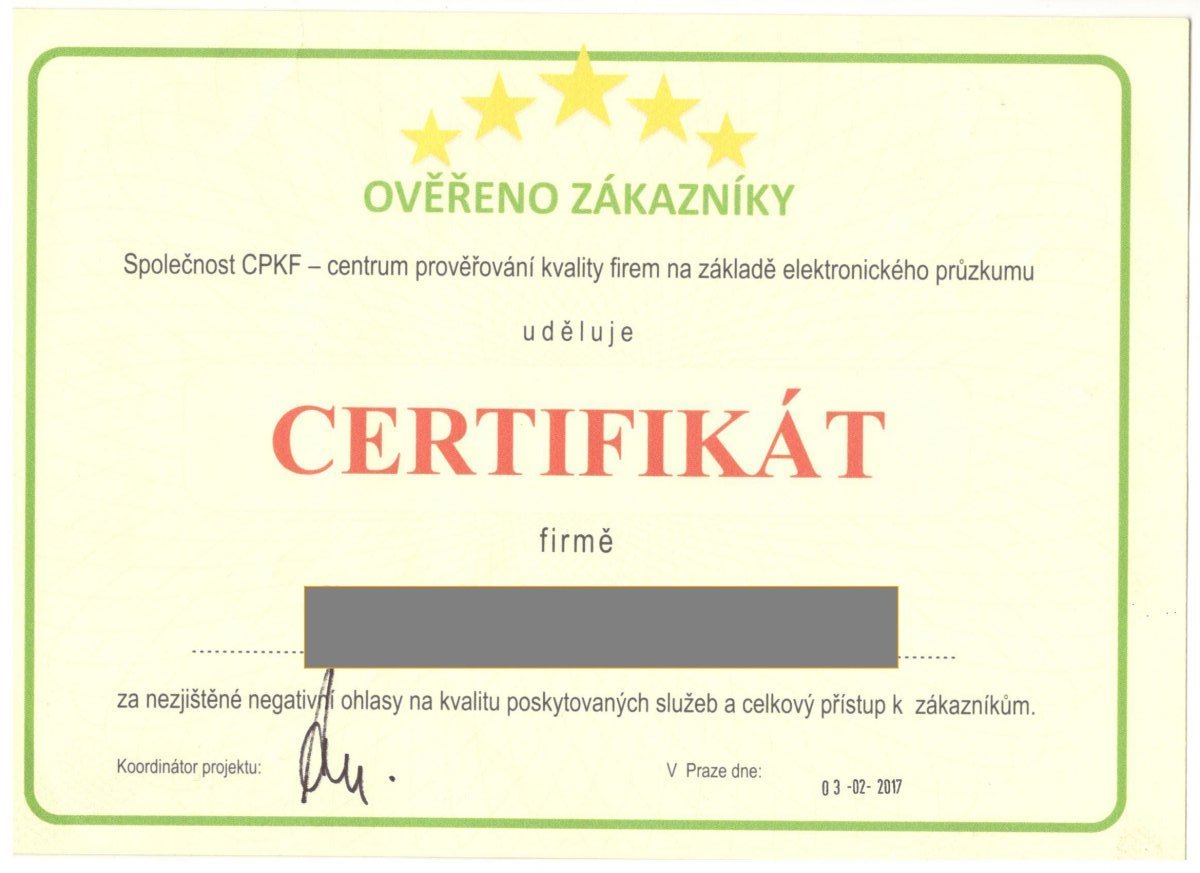 OVĚŘENO ZÁKAZNÍKY
Společnost CPKF – centrum prověřování kvality firem na základě elektronického průzkumu
uděluje
CERTIFIKÁT
firmě
za nezjištěné negativní ohlasy na kvalitu poskytovaných služeb a celkový přístup k zákazníkům.
Koordinátor projektu:
V Praze dne:
03-02-2017